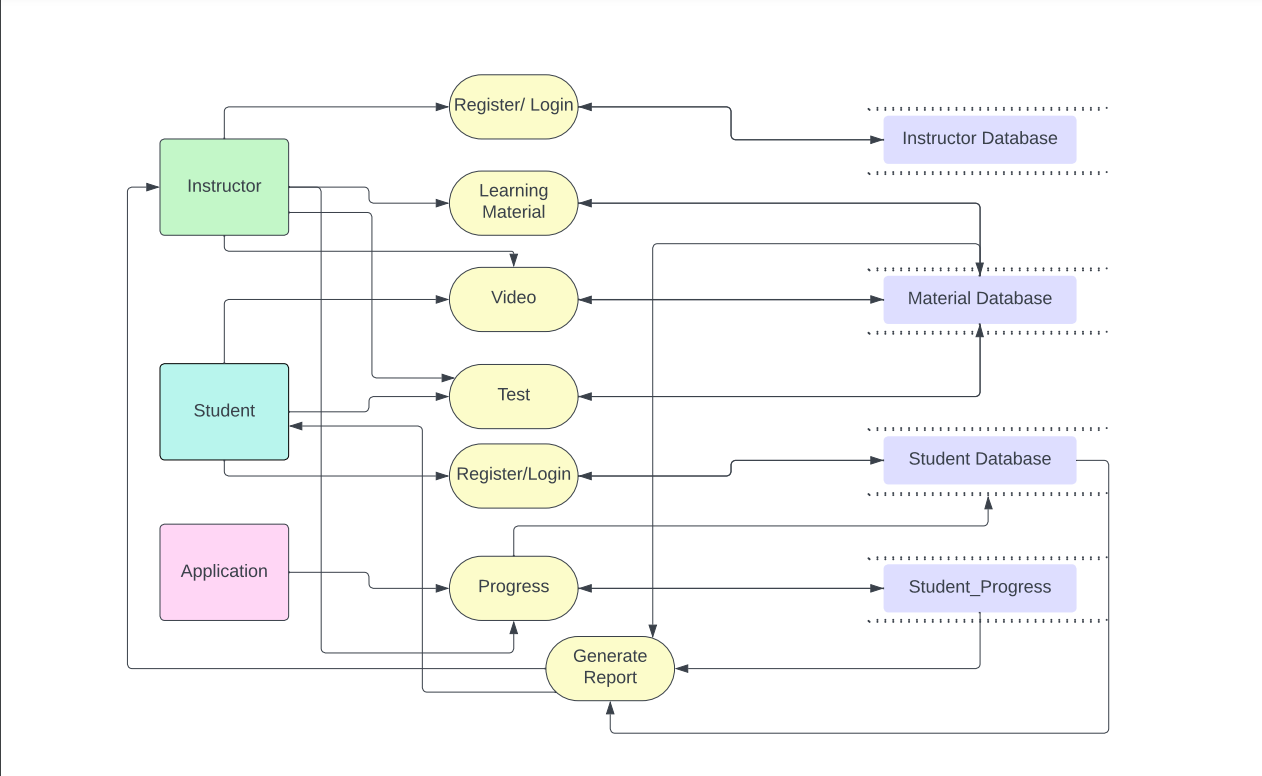 Register/ Login
Instructor Database
Instructor
Learning
Material
Video
Material Database
Test
Student
Register/Login
Student Database
Application
Progress
Student_Progress
Generate
Report